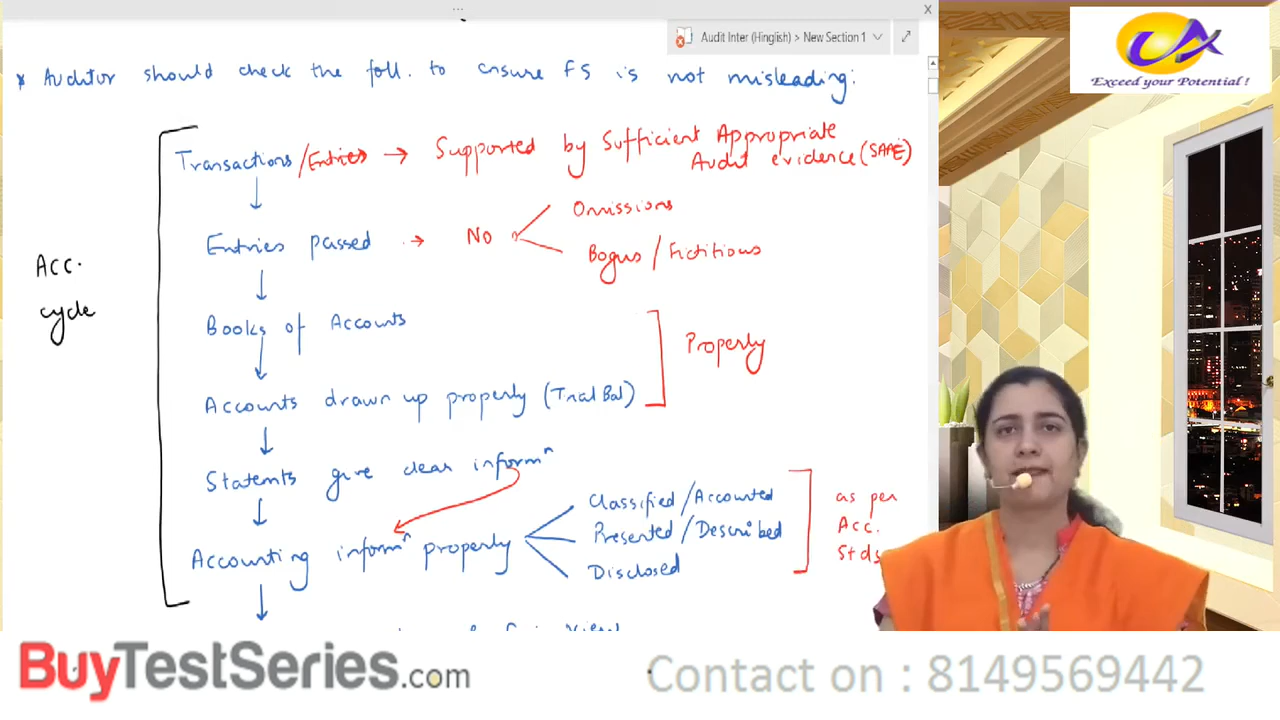 ...
x
Audit Inter (Hinglish) > New Section 1
UX
Exceed your Potential !
* Auditor should check the foll. to ensure FS is not misleading:
Transactions/Entries → Supported by Sufficient Appropriate
Audit evidence (SAAE)
Entries passed → No
Omissions
Bogus / Fictitious
Acc.
cycle
Books of Accounts
Accounts drawn up properly (Trial Bal)
Properly
Statemts give clear informⁿ
Accounting informⁿ properly
Classified/Accounted
Presented/Described
Disclosed
as per
Acc.
Stds
BuyTestSeries.com
Contact on : 8149569442